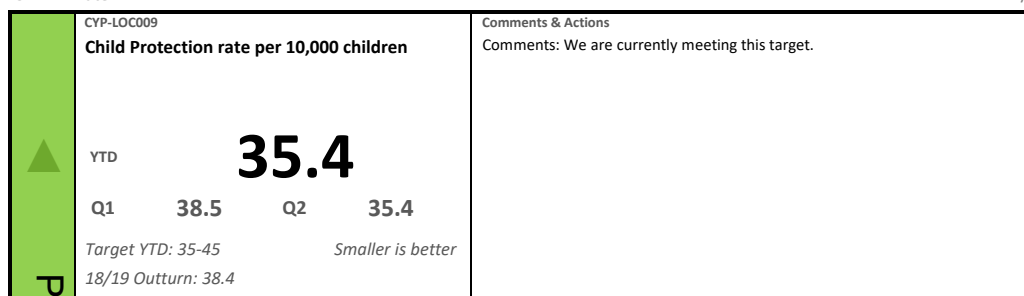 CYP-LOC009
Child Protection rate per 10,000 children
YTD 35.4
Q1 38.5 Q2 35.4
Target YTD: 35-45 Smaller is better
18/19 Outturn: 38.4
P
Comments & Actions
Comments: We are currently meeting this target.